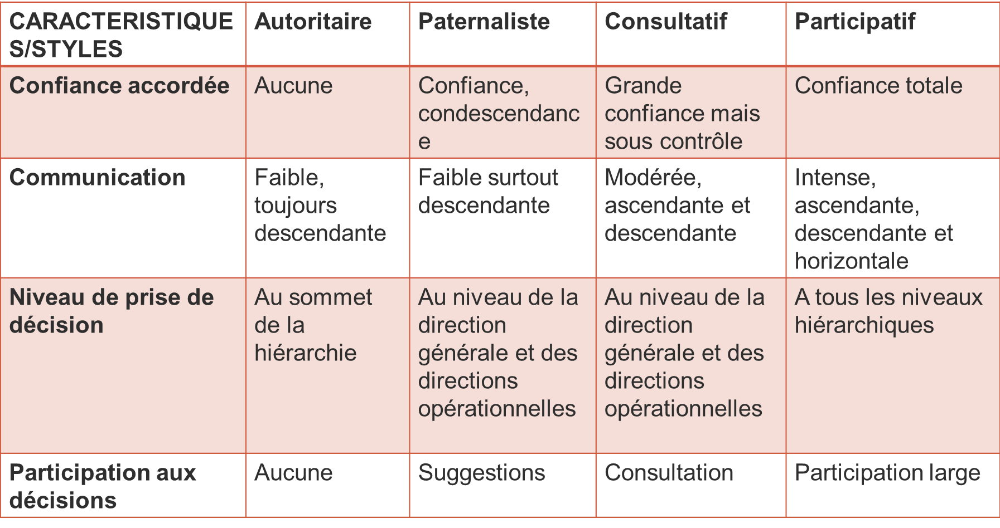 CARACTERISTIQUE
S/STYLES
Autoritaire
Paternaliste
Consultatif
Participatif
Confiance accordée
Aucune
Confiance,
condescendanc
e
Grande
confiance mais
sous contrôle
Confiance totale
Communication
Faible,
toujours
descendante
Faible surtout
descendante
Modérée,
ascendante et
descendante
Intense,
ascendante,
descendante et
horizontale
Niveau de prise de
décision
Au sommet
de la
hiérarchie
Au niveau de la
direction
générale et des
directions
opérationnelles
Au niveau de la
direction
générale et des
directions
opérationnelles
A tous les niveaux
hiérarchiques
Participation aux
décisions
Aucune
Suggestions
Consultation
Participation large